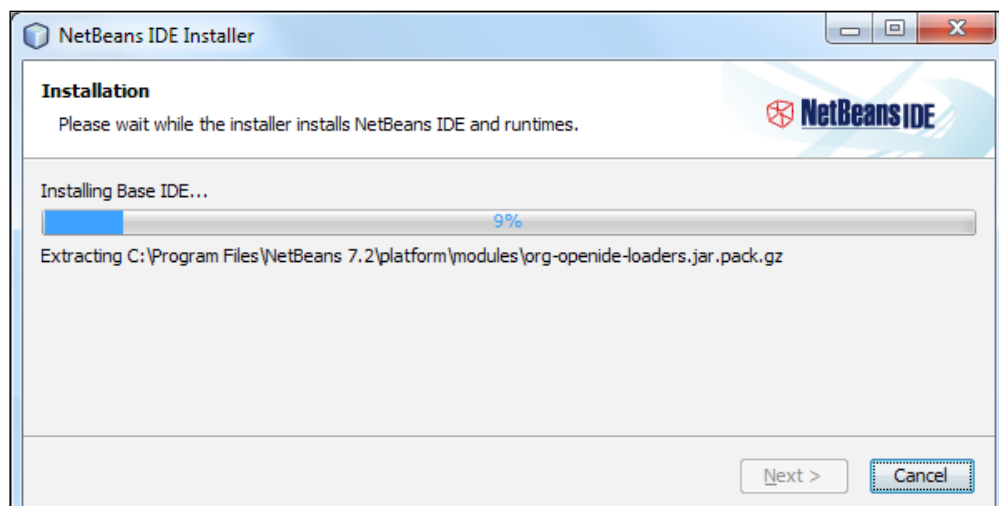 NetBeans IDE Installer
Installation
Please wait while the installer installs NetBeans IDE and runtimes.
NetBeans IDE
Installing Base IDE...
9%
Extracting C:\Program Files\NetBeans 7.2\platform\modules\org-openide-loaders.jar.pack.gz
Next >
Cancel